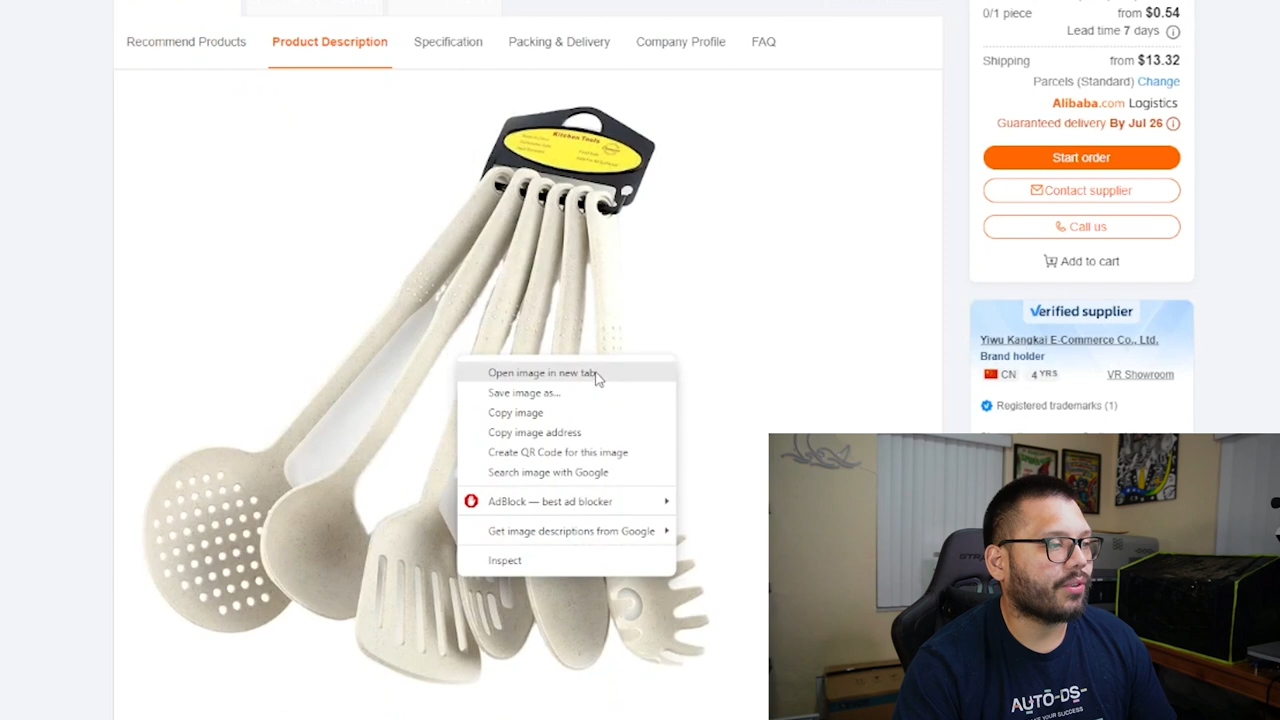 Recommend Products
Product Description
Specification
Packing & Delivery
Company Profile
FAQ
0/1 piece
from $0.54
Lead time 7 days
Shipping
from $13.32
Parcels (Standard) Change
Alibaba.com Logistics
Guaranteed delivery By Jul 26
Start order
Contact supplier
Call us
Add to cart
Verified supplier
Yiwu Kangkai E-Commerce Co., Ltd.
Brand holder
CN
4 YRS
VR Showroom
Registered trademarks (1)
Kitchen Tools
Open image in new tab
Save image as...
Copy image
Copy image address
Create QR Code for this image
Search image with Google
AdBlock — best ad blocker
Get image descriptions from Google
Inspect
AUTO-DS-
YOUR SUCCESS